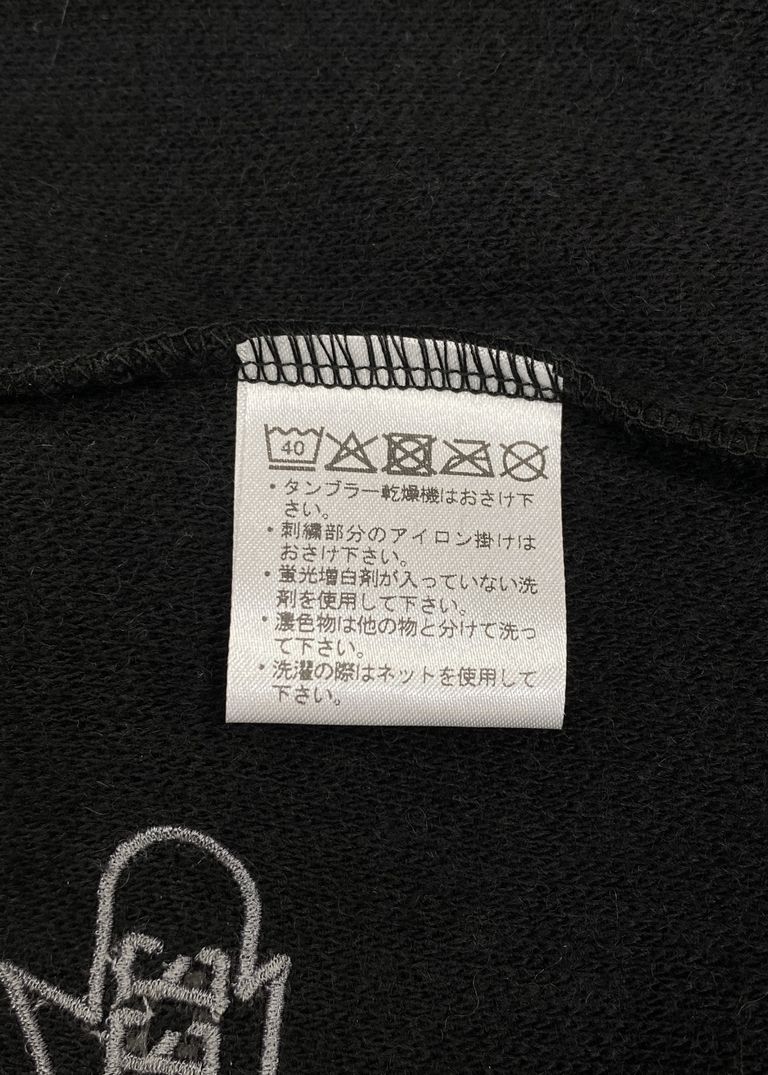 40
・タンブラー乾燥機はおさけ下
さい。
・刺繍部分のアイロン掛けは
おさけ下さい。
・蛍光増白剤が入っていない洗
剤を使用して下さい。
・濃色物は他の物と分けて洗っ
て下さい。
・洗濯の際はネットを使用して
下さい。